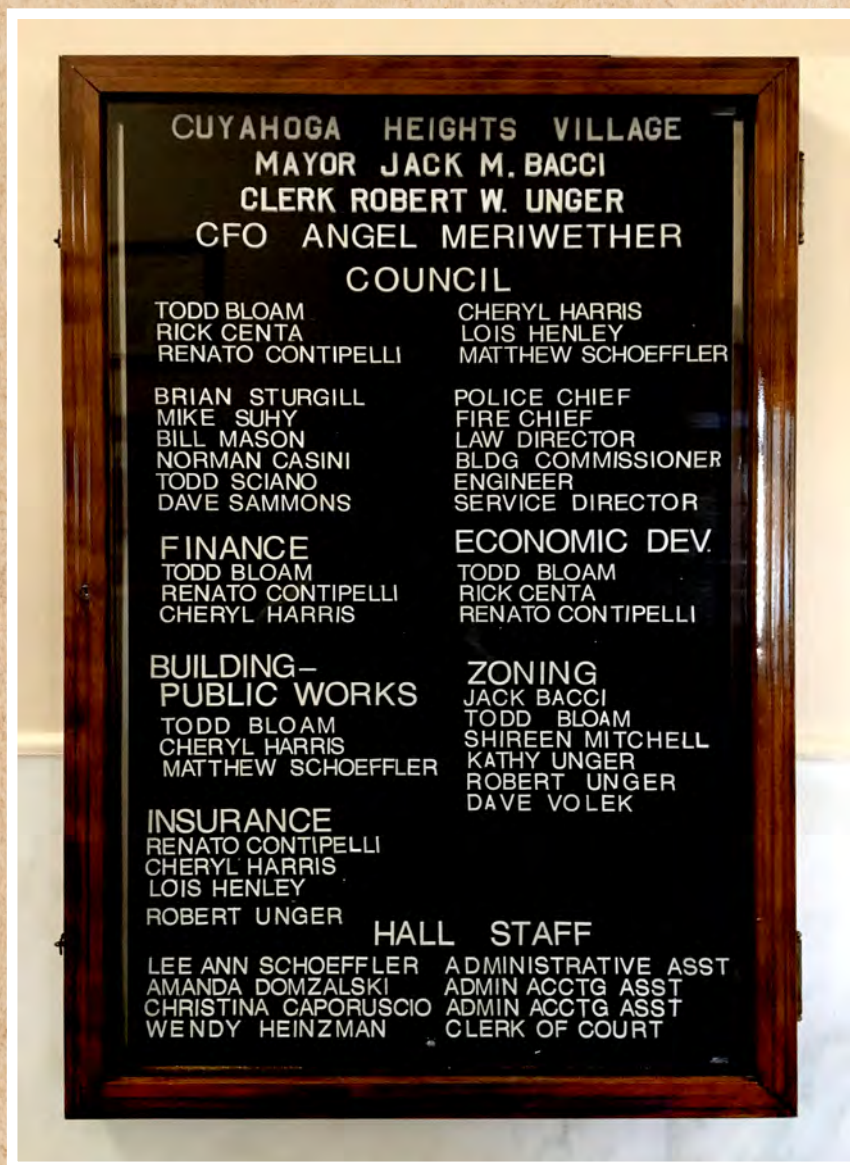 CUYAHOGA HEIGHTS VILLAGE
MAYOR JACK M. BACCI
CLERK ROBERT W. UNGER
CFO ANGEL MERIWETHER
COUNCIL
TODD BLOAM CHERYL HARRIS
RICK CENTA LOIS HENLEY
RENATO CONTIPELLI MATTHEW SCHOEFFLER
BRIAN STURGILL POLICE CHIEF
MIKE SUHY FIRE CHIEF
BILL MASON LAW DIRECTOR
NORMAN CASINI BLDG COMMISSIONER
TODD SCIANO ENGINEER
DAVE SAMMONS SERVICE DIRECTOR
FINANCE
TODD BLOAM
RENATO CONTIPELLI
CHERYL HARRIS
ECONOMIC DEV.
TODD BLOAM
RICK CENTA
RENATO CONTIPELLI
BUILDING–
PUBLIC WORKS
TODD BLOAM
CHERYL HARRIS
MATTHEW SCHOEFFLER
ZONING
JACK BACCI
TODD BLOAM
SHIREEN MITCHELL
KATHY UNGER
ROBERT UNGER
DAVE VOLEK
INSURANCE
RENATO CONTIPELLI
CHERYL HARRIS
LOIS HENLEY
ROBERT UNGER
HALL STAFF
LEE ANN SCHOEFFLER ADMINISTRATIVE ASST
AMANDA DOMZALSKI ADMIN ACCTG ASST
CHRISTINA CAPORUSCIO ADMIN ACCTG ASST
WENDY HEINZMAN CLERK OF COURT